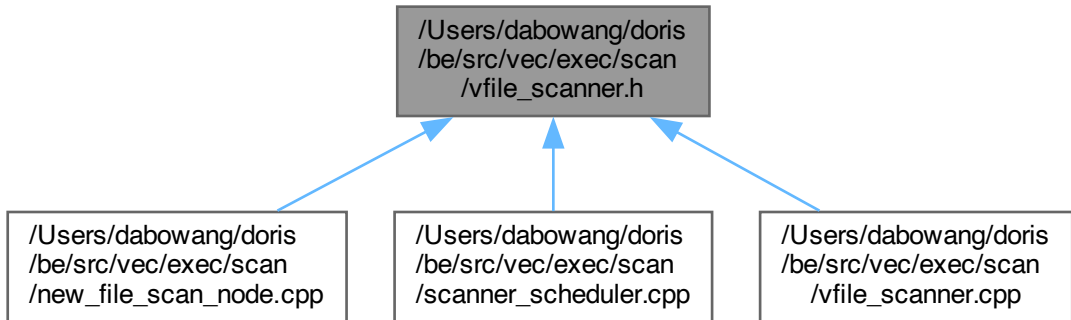 /Users/dabowang/doris
/be/src/vec/exec/scan
/vfile_scanner.h
/Users/dabowang/doris
/be/src/vec/exec/scan
/new_file_scan_node.cpp
/Users/dabowang/doris
/be/src/vec/exec/scan
/scanner_scheduler.cpp
/Users/dabowang/doris
/be/src/vec/exec/scan
/vfile_scanner.cpp